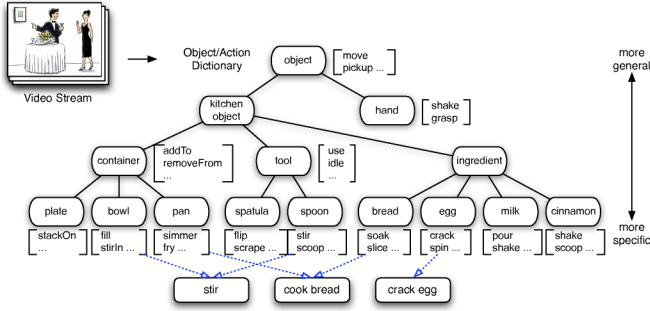 Video Stream
Object/Action
Dictionary
object
move
pickup ...
more
general
kitchen
object
hand
shake
grasp
container
addTo
removeFrom
...
tool
use
idle
...
ingredient
plate
bowl
pan
spatula
spoon
bread
egg
milk
cinnamon
stackOn
...
fill
stirIn ...
simmer
fry ...
flip
scrape ...
stir
scoop ...
soak
slice ...
crack
spin ...
pour
shake ...
shake
scoop ...
more
specific
stir
cook bread
crack egg